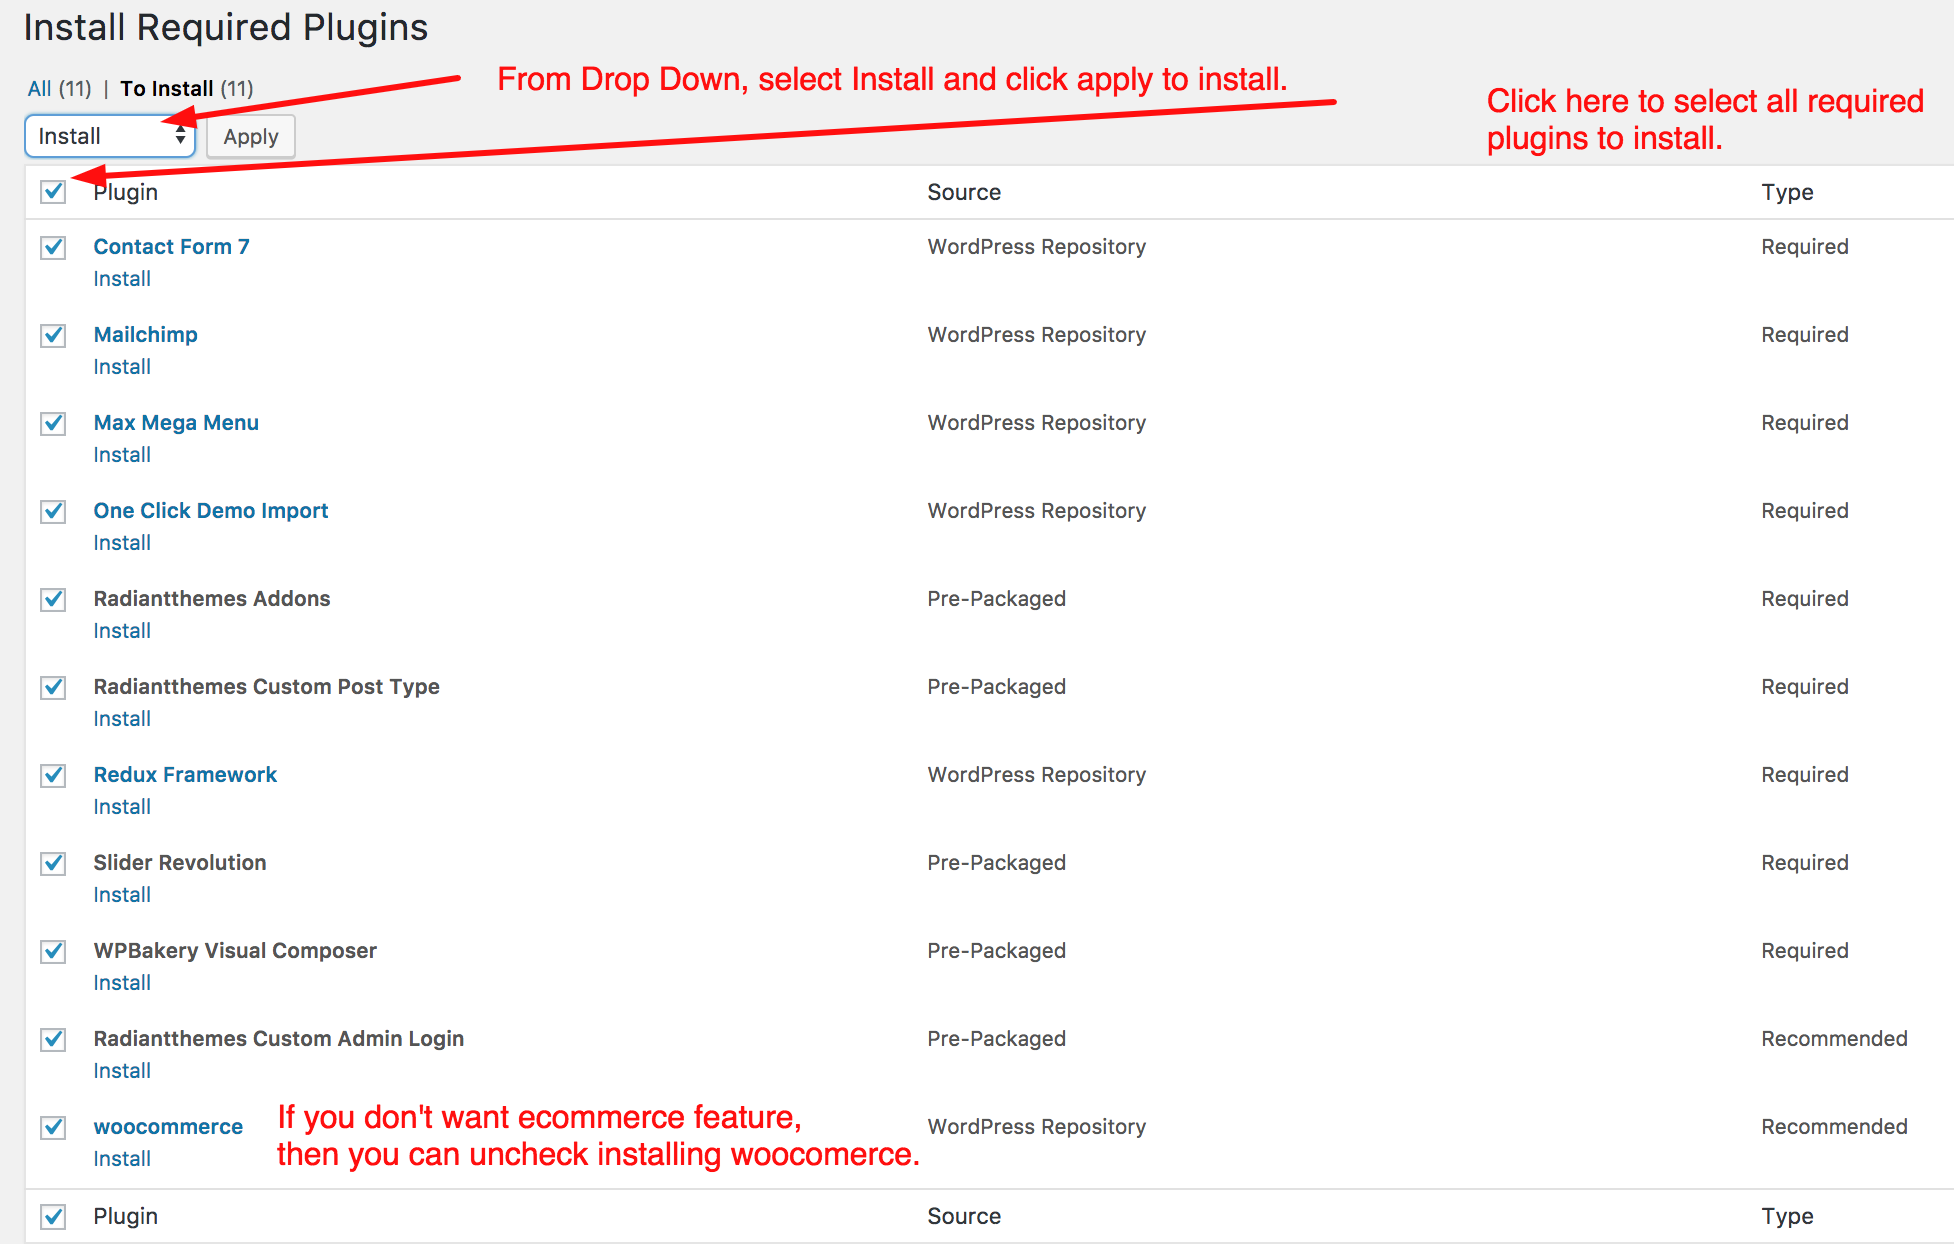 Install Required Plugins
All (11) | To Install (11)
From Drop Down, select Install and click apply to install.
Click here to select all required
plugins to install.
Install Apply
Plugin Source Type
Contact Form 7 WordPress Repository Required
Install
Mailchimp WordPress Repository Required
Install
Max Mega Menu WordPress Repository Required
Install
One Click Demo Import WordPress Repository Required
Install
Radiantthemes Addons Pre-Packaged Required
Install
Radiantthemes Custom Post Type Pre-Packaged Required
Install
Redux Framework WordPress Repository Required
Install
Slider Revolution Pre-Packaged Required
Install
WPBakery Visual Composer Pre-Packaged Required
Install
Radiantthemes Custom Admin Login Pre-Packaged Recommended
Install
woocommerce WordPress Repository Recommended
Install
If you don't want ecommerce feature,
then you can uncheck installing woocomerce.
Plugin Source Type